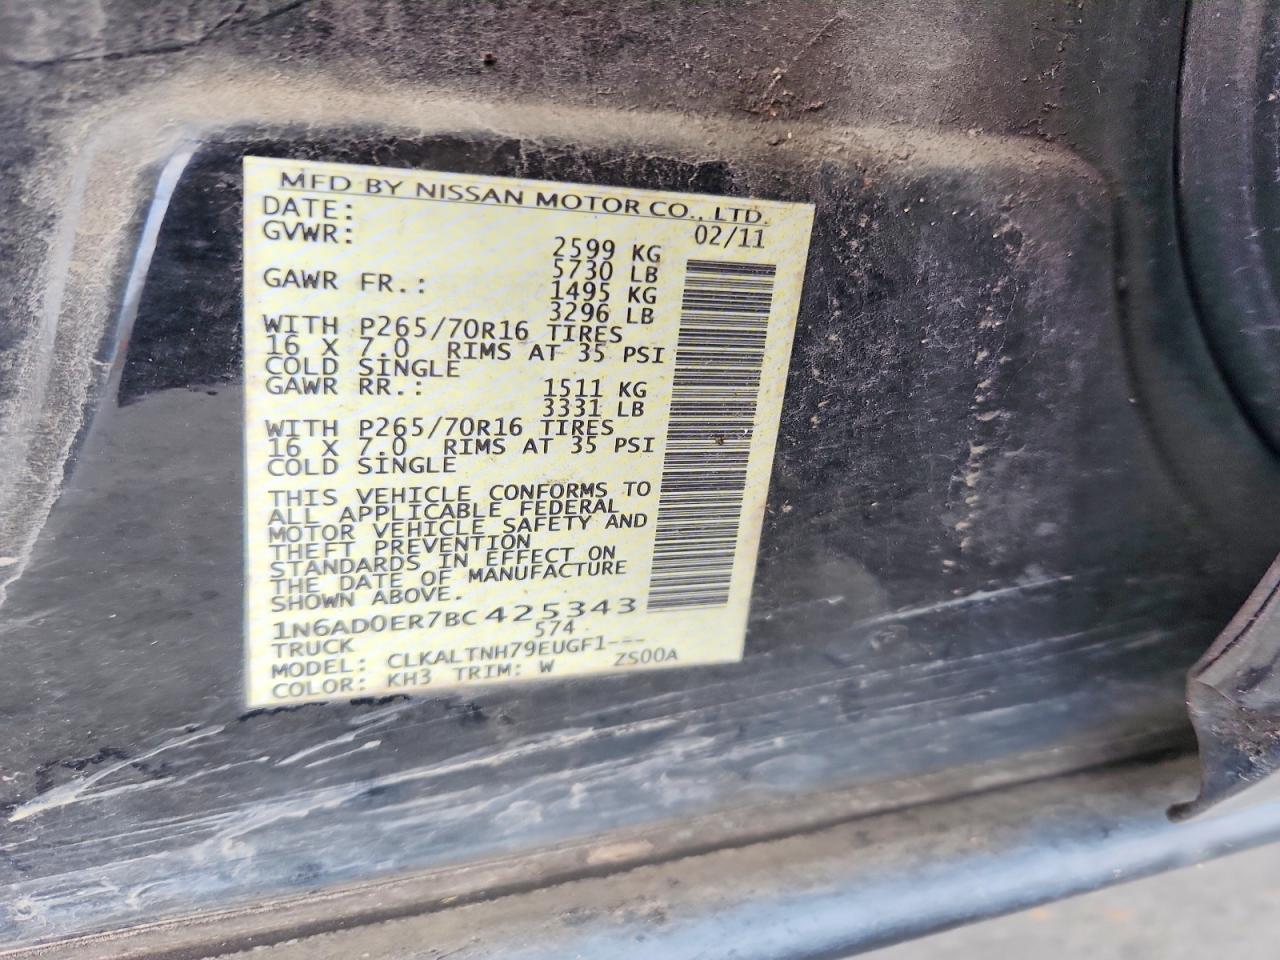 MFD BY NISSAN MOTOR CO., LTD.
DATE: 02/11
GVWR: 2599 KG
5730 LB
GAWR FR.: 1495 KG
3296 LB
WITH P265/70R16 TIRES
16 X 7.0 RIMS AT 35 PSI
COLD SINGLE
GAWR RR.: 1511 KG
3331 LB
WITH P265/70R16 TIRES
16 X 7.0 RIMS AT 35 PSI
COLD SINGLE
THIS VEHICLE CONFORMS TO
ALL APPLICABLE FEDERAL
MOTOR VEHICLE SAFETY AND
THEFT PREVENTION
STANDARDS IN EFFECT ON
THE DATE OF MANUFACTURE
SHOWN ABOVE.
1N6AD0ER7BC425343
TRUCK 574
MODEL: CLKALTNH79EUGF1---
COLOR: KH3 TRIM: W ZS00A